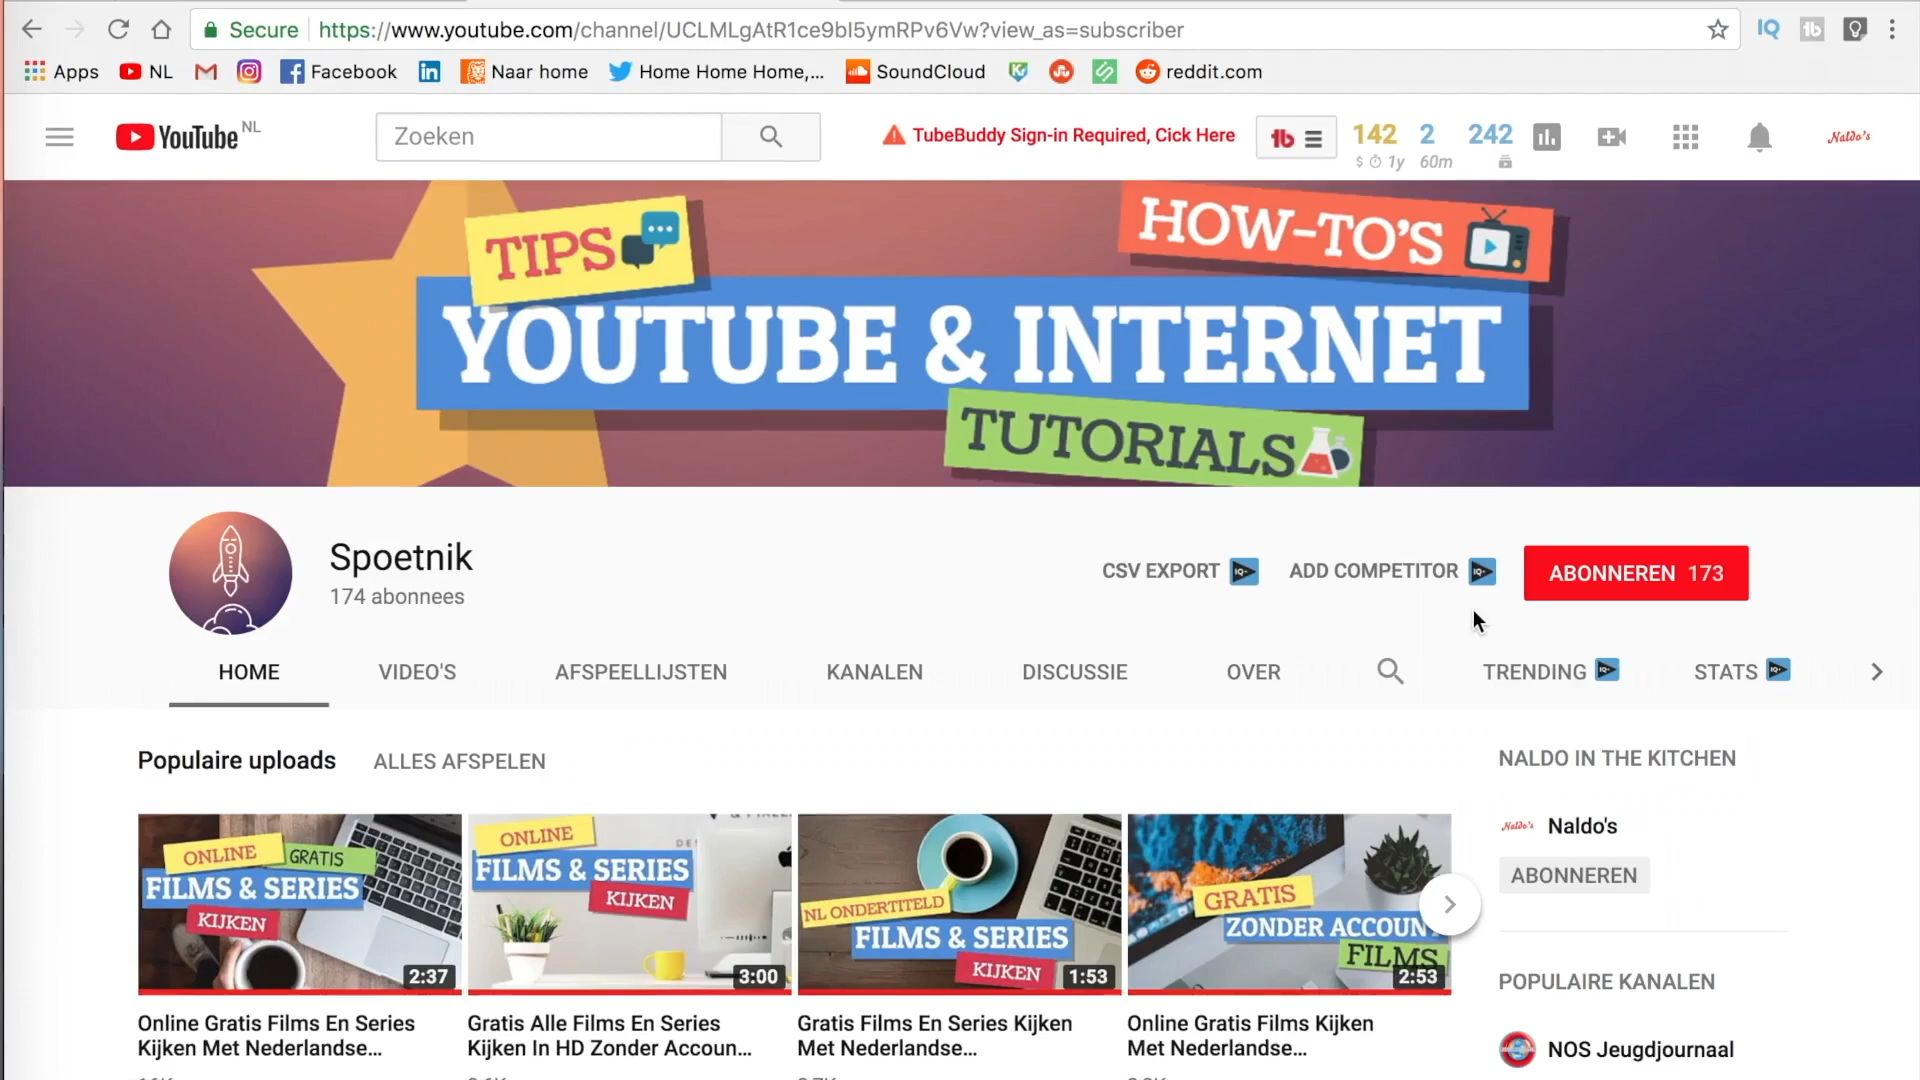 Secure https://www.youtube.com/channel/UCLMLgAtR1ce9bI5ymRPv6Vw?view_as=subscriber
IQ
Apps NL Facebook in Naar home Home Home Home,... SoundCloud reddit.com
YouTube NL
Zoeken
TubeBuddy Sign-in Required, Cick Here
142 2 242
$ 1y 60m
Naldo's
TIPS
HOW-TO'S
YOUTUBE & INTERNET
TUTORIALS
Spoetnik
174 abonnees
CSV EXPORT ADD COMPETITOR ABONNEREN 173
HOME VIDEO'S AFSPEELLIJSTEN KANALEN DISCUSSIE OVER TRENDING STATS
Populaire uploads ALLES AFSPELEN
NALDO IN THE KITCHEN
Naldo's Naldo's
ABONNEREN
POPULAIRE KANALEN
NOS Jeugdjournaal
ONLINE GRATIS
FILMS & SERIES
KIJKEN
2:37
Online Gratis Films En Series
Kijken Met Nederlandse...
ONLINE
FILMS & SERIES
KIJKEN
3:00
Gratis Alle Films En Series
Kijken In HD Zonder Accoun...
NL ONDERTITELD
FILMS & SERIES
KIJKEN
1:53
Gratis Films En Series Kijken
Met Nederlandse...
GRATIS
ZONDER ACCOUNT
FILMS
2:53
Online Gratis Films Kijken
Met Nederlandse...